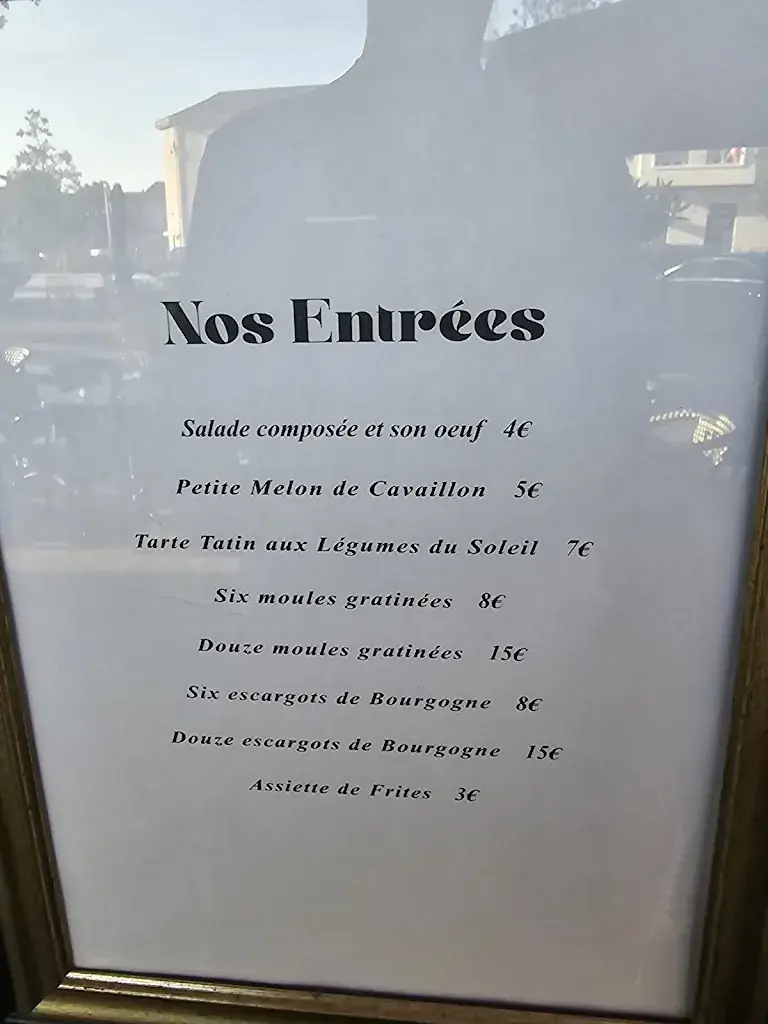 Nos Entrées
Salade composée et son oeuf 4€
Petite Melon de Cavaillon 5€
Tarte Tatin aux Légumes du Soleil 7€
Six moules gratinées 8€
Douze moules gratinées 15€
Six escargots de Bourgogne 8€
Douze escargots de Bourgogne 15€
Assiette de Frites 3€